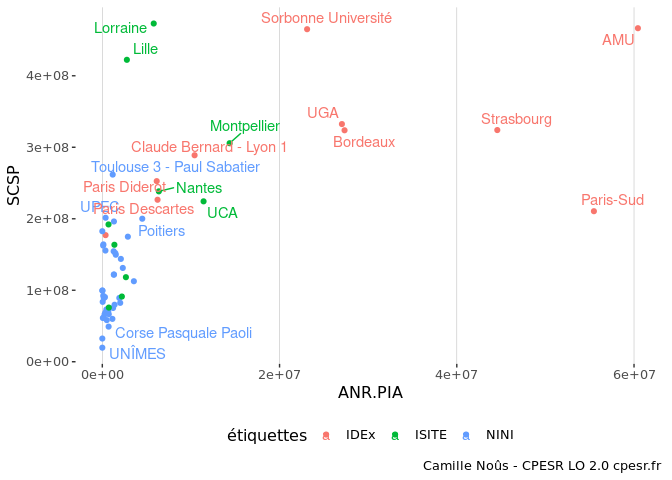 Sorbonne Université
Lorraine
AMU
Lille
4e+08
UGA
Strasbourg
Montpellier
Bordeaux
3e+08
Claude Bernard - Lyon 1
Toulouse 3 - Paul Sabatier
SCSP
Paris Diderot
Nantes
Paris-Sud
UPEC
Paris Descartes
UCA
2e+08
Poitiers
1e+08
Corse Pasquale Paoli
UNÎMES
0e+00
0e+00 2e+07 4e+07 6e+07
ANR.PIA
étiquettes a IDEx a ISITE a NINI
Camille Noûs - CPESR LO 2.0 cpesr.fr